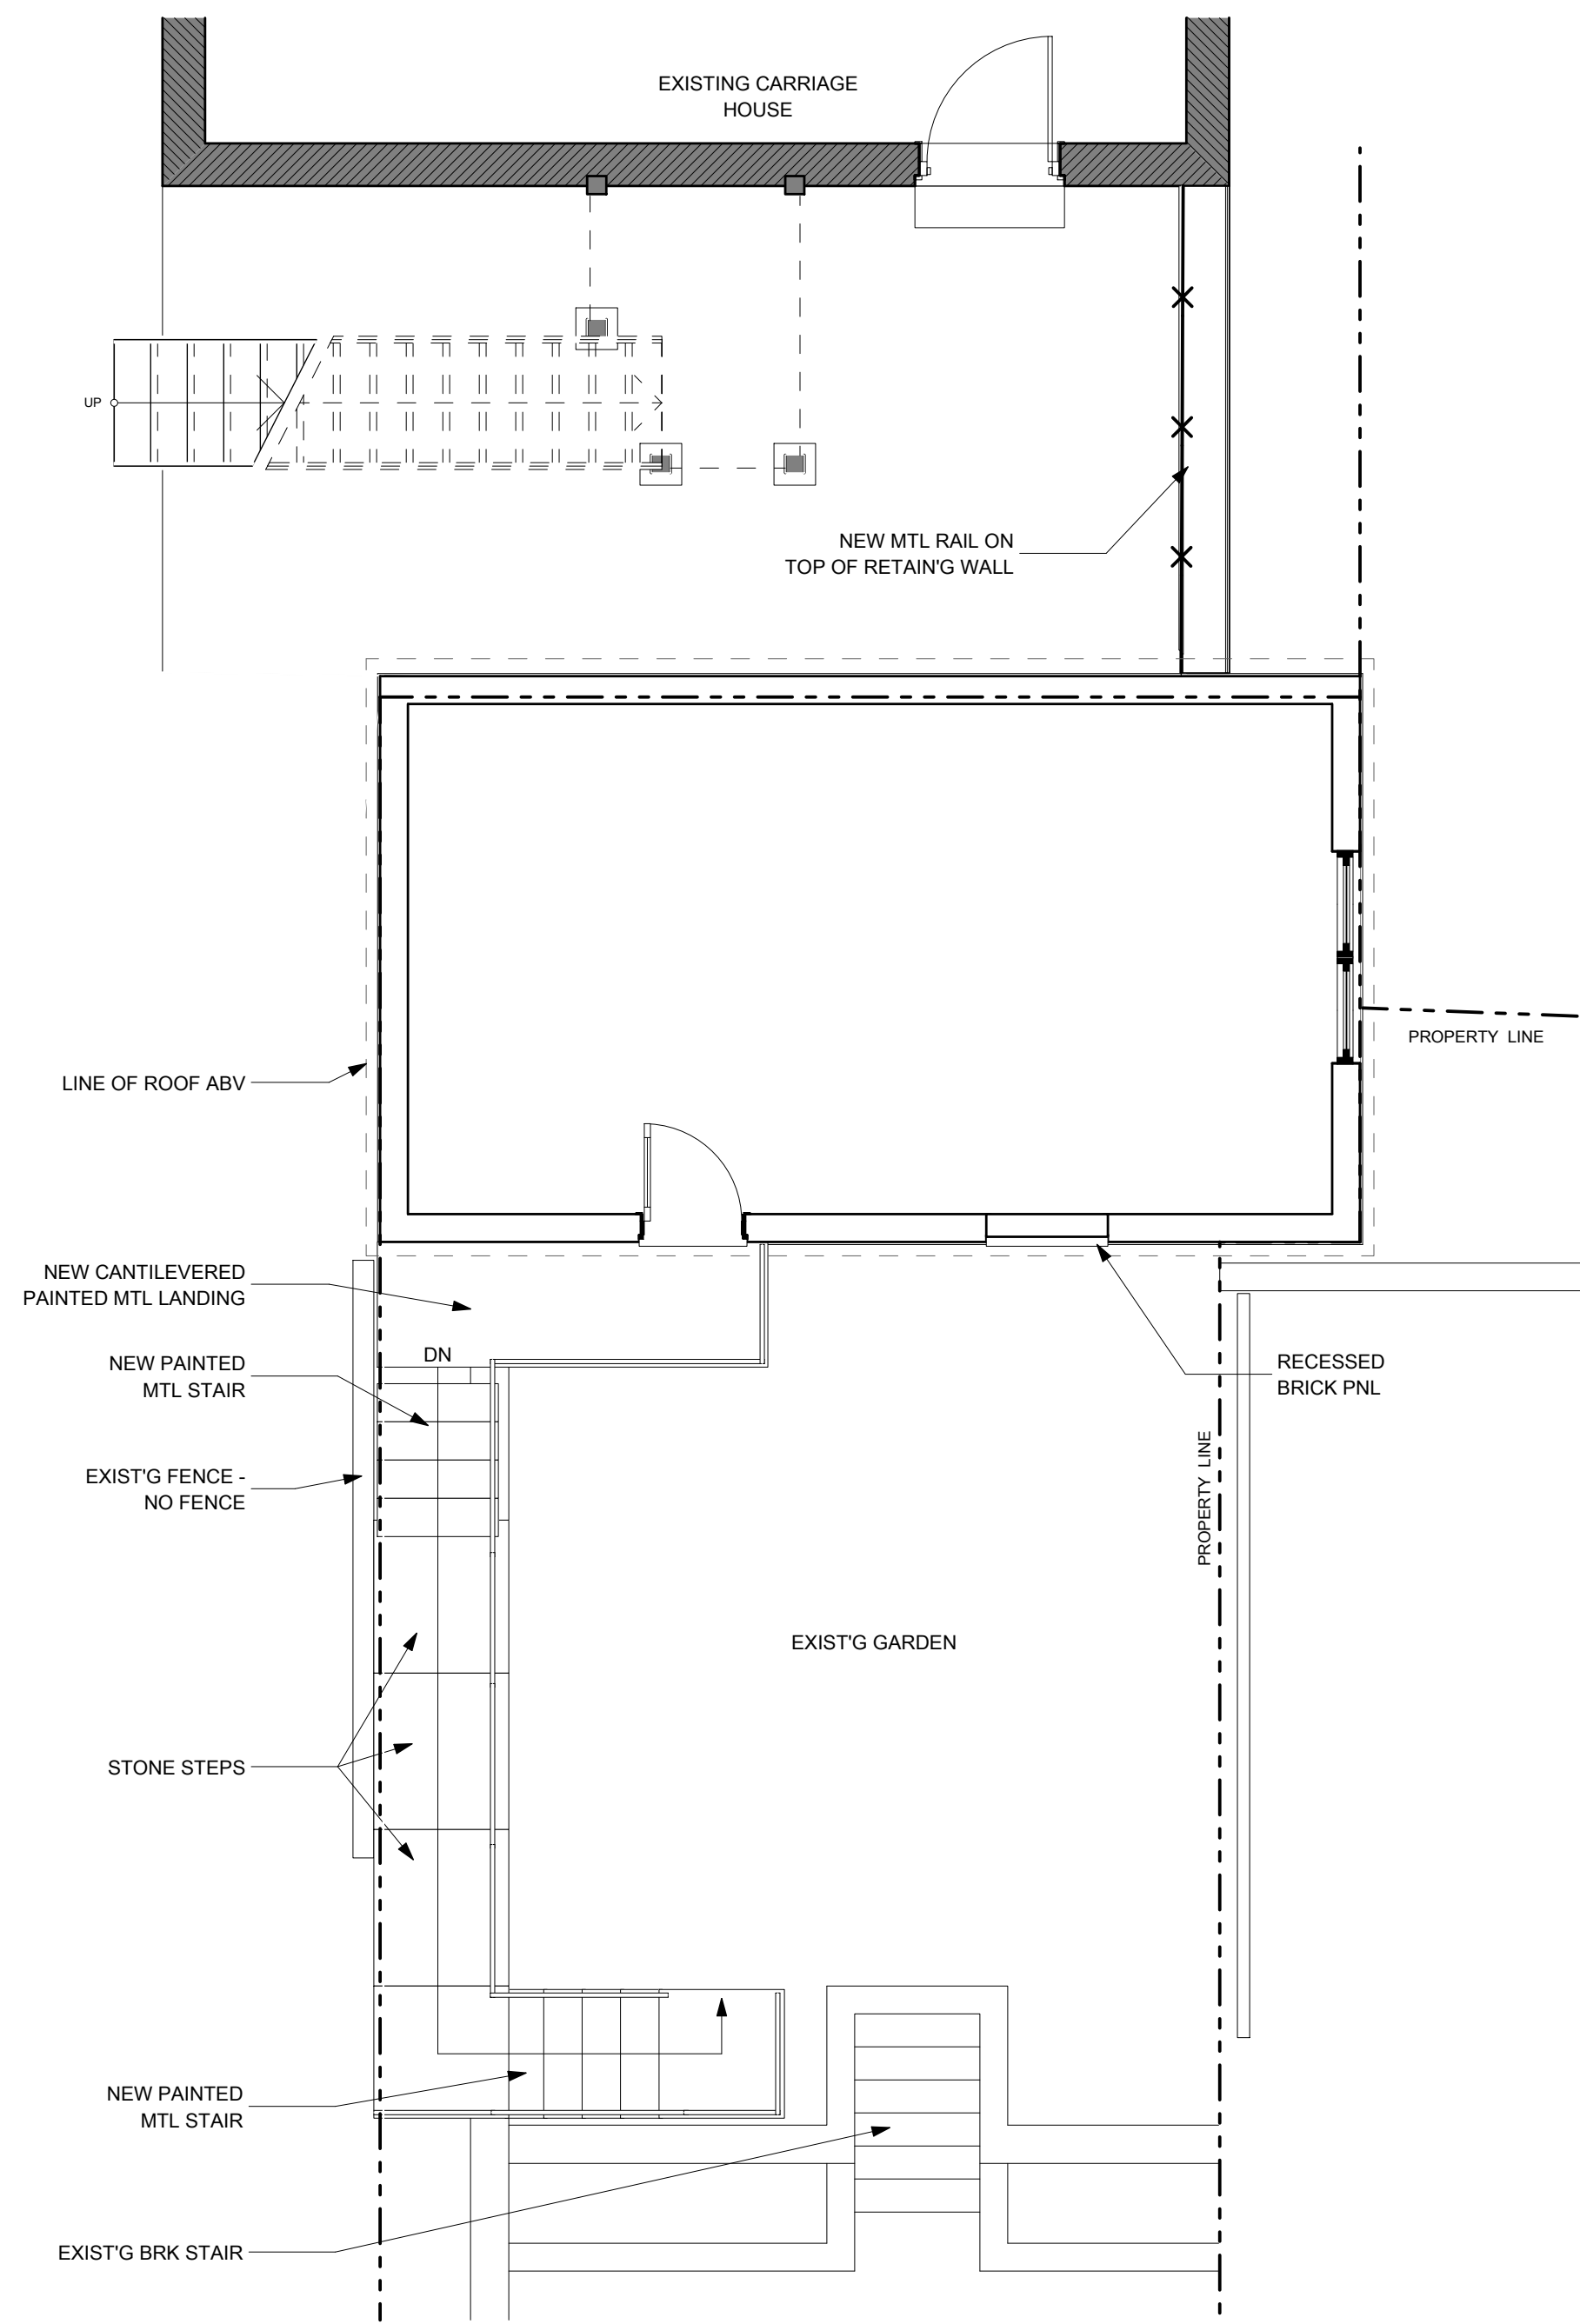 EXISTING CARRIAGE
HOUSE
UP
NEW MTL RAIL ON
TOP OF RETAIN'G WALL
PROPERTY LINE
LINE OF ROOF ABV
NEW CANTILEVERED
PAINTED MTL LANDING
DN
NEW PAINTED
MTL STAIR
RECESSED
BRICK PNL
EXIST'G FENCE -
NO FENCE
PROPERTY LINE
EXIST'G GARDEN
STONE STEPS
NEW PAINTED
MTL STAIR
EXIST'G BRK STAIR